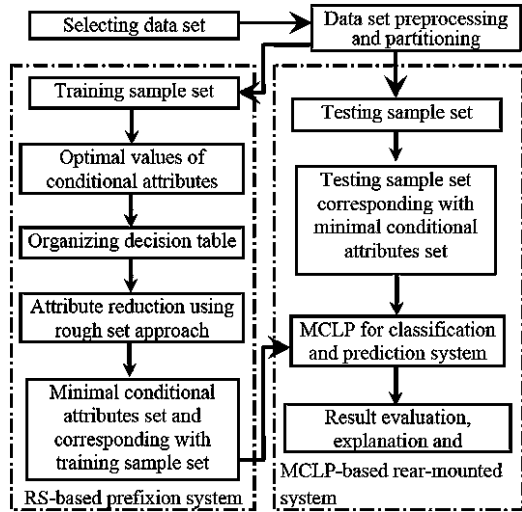 Selecting data set
Data set preprocessing
and partitioning
Training sample set
Optimal values of
conditional attributes
Organizing decision table
Attribute reduction using
rough set approach
Minimal conditional
attributes set and
corresponding with
training sample set
RS-based prefixion system
Testing sample set
Testing sample set
corresponding with
minimal conditional
attributes set
MCLP for classification
and prediction system
Result evaluation,
explanation and
MCLP-based rear-mounted
system